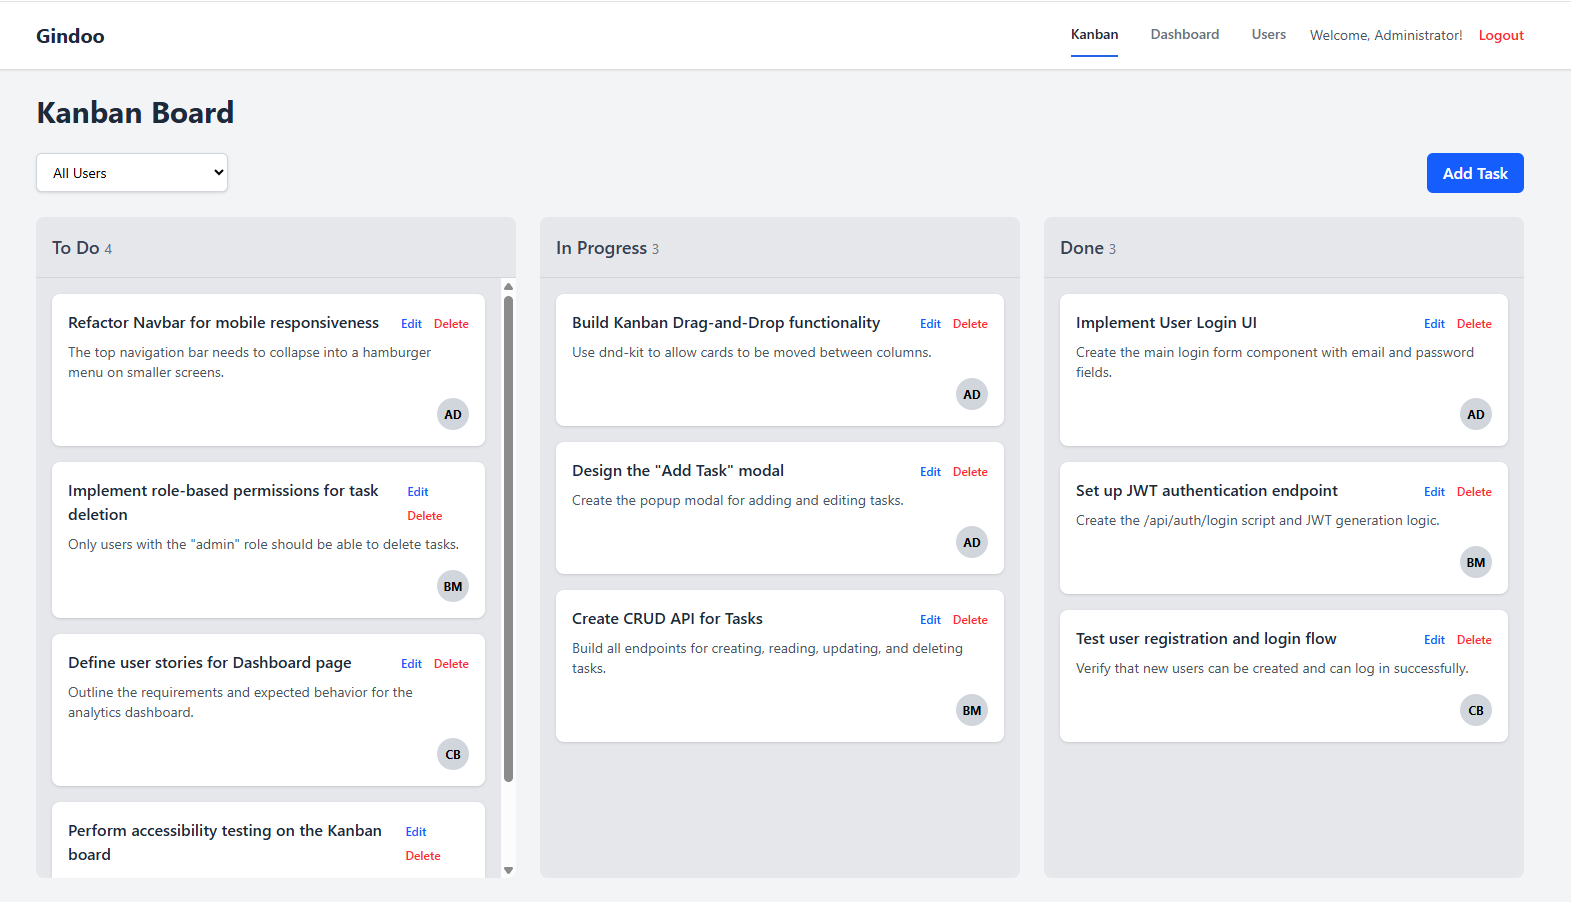 Gindoo
Kanban
Dashboard
Users
Welcome, Administrator!
Logout
Kanban Board
All Users
Add Task
To Do 4
Refactor Navbar for mobile responsiveness
Edit
Delete
The top navigation bar needs to collapse into a hamburger
menu on smaller screens.
AD
Implement role-based permissions for task
deletion
Edit
Delete
Only users with the "admin" role should be able to delete tasks.
BM
Define user stories for Dashboard page
Edit
Delete
Outline the requirements and expected behavior for the
analytics dashboard.
CB
Perform accessibility testing on the Kanban
board
Edit
Delete
In Progress 3
Build Kanban Drag-and-Drop functionality
Edit
Delete
Use dnd-kit to allow cards to be moved between columns.
AD
Design the "Add Task" modal
Edit
Delete
Create the popup modal for adding and editing tasks.
AD
Create CRUD API for Tasks
Edit
Delete
Build all endpoints for creating, reading, updating, and deleting
tasks.
BM
Done 3
Implement User Login UI
Edit
Delete
Create the main login form component with email and password
fields.
AD
Set up JWT authentication endpoint
Edit
Delete
Create the /api/auth/login script and JWT generation logic.
BM
Test user registration and login flow
Edit
Delete
Verify that new users can be created and can log in successfully.
CB